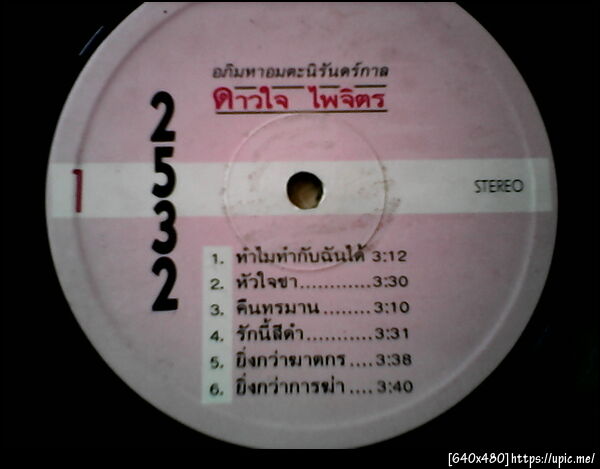 อภิมหาอมตะนิรันดร์กาล
ดาวใจ ไพจิตร
2532
1
STEREO
1. ทำไมทำกับฉันได้ 3:12
2. หัวใจชา............3:30
3. คืนทรมาน........3:10
4. รักนี้สีดำ...........3:31
5. ยิ่งกว่าฆาตกร....3:38
6. ยิ่งกว่าการฆ่า ....3:40
[640x480]https://upic.me/